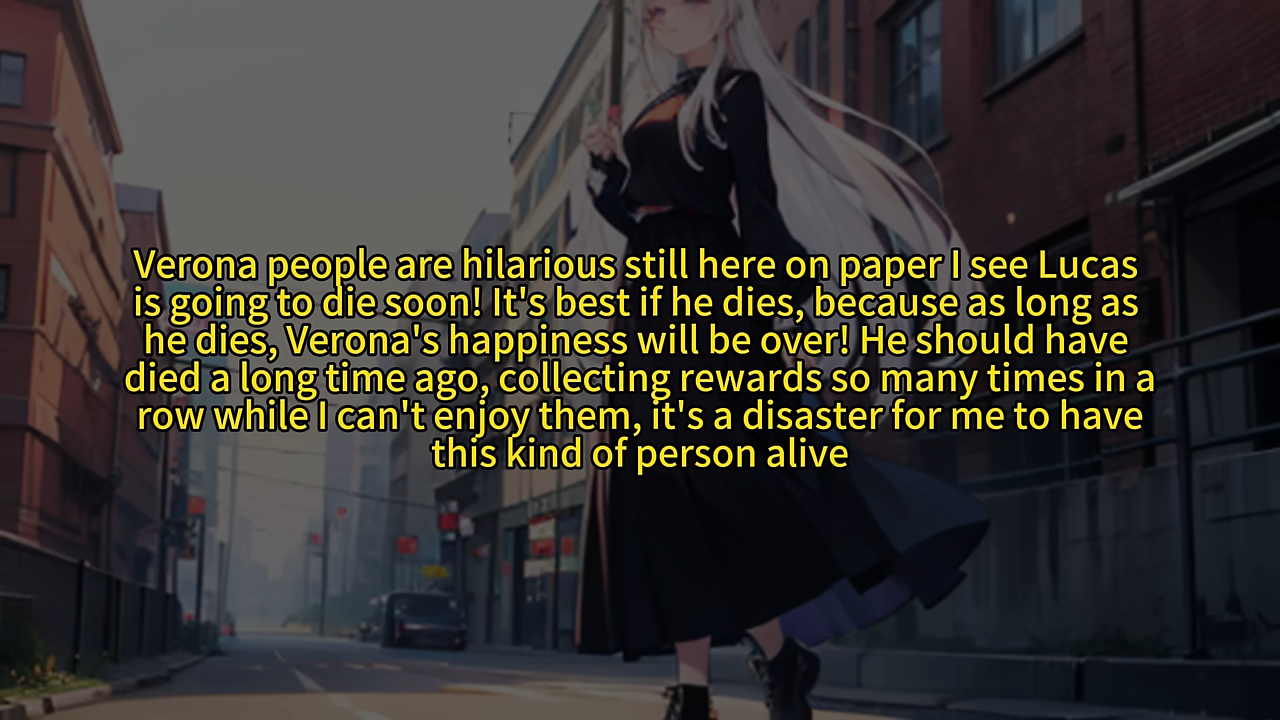 Verona people are hilarious still here on paper I see Lucas
is going to die soon! It's best if he dies, because as long as
he dies, Verona's happiness will be over! He should have
died a long time ago, collecting rewards so many times in a
row while I can't enjoy them, it's a disaster for me to have
this kind of person alive